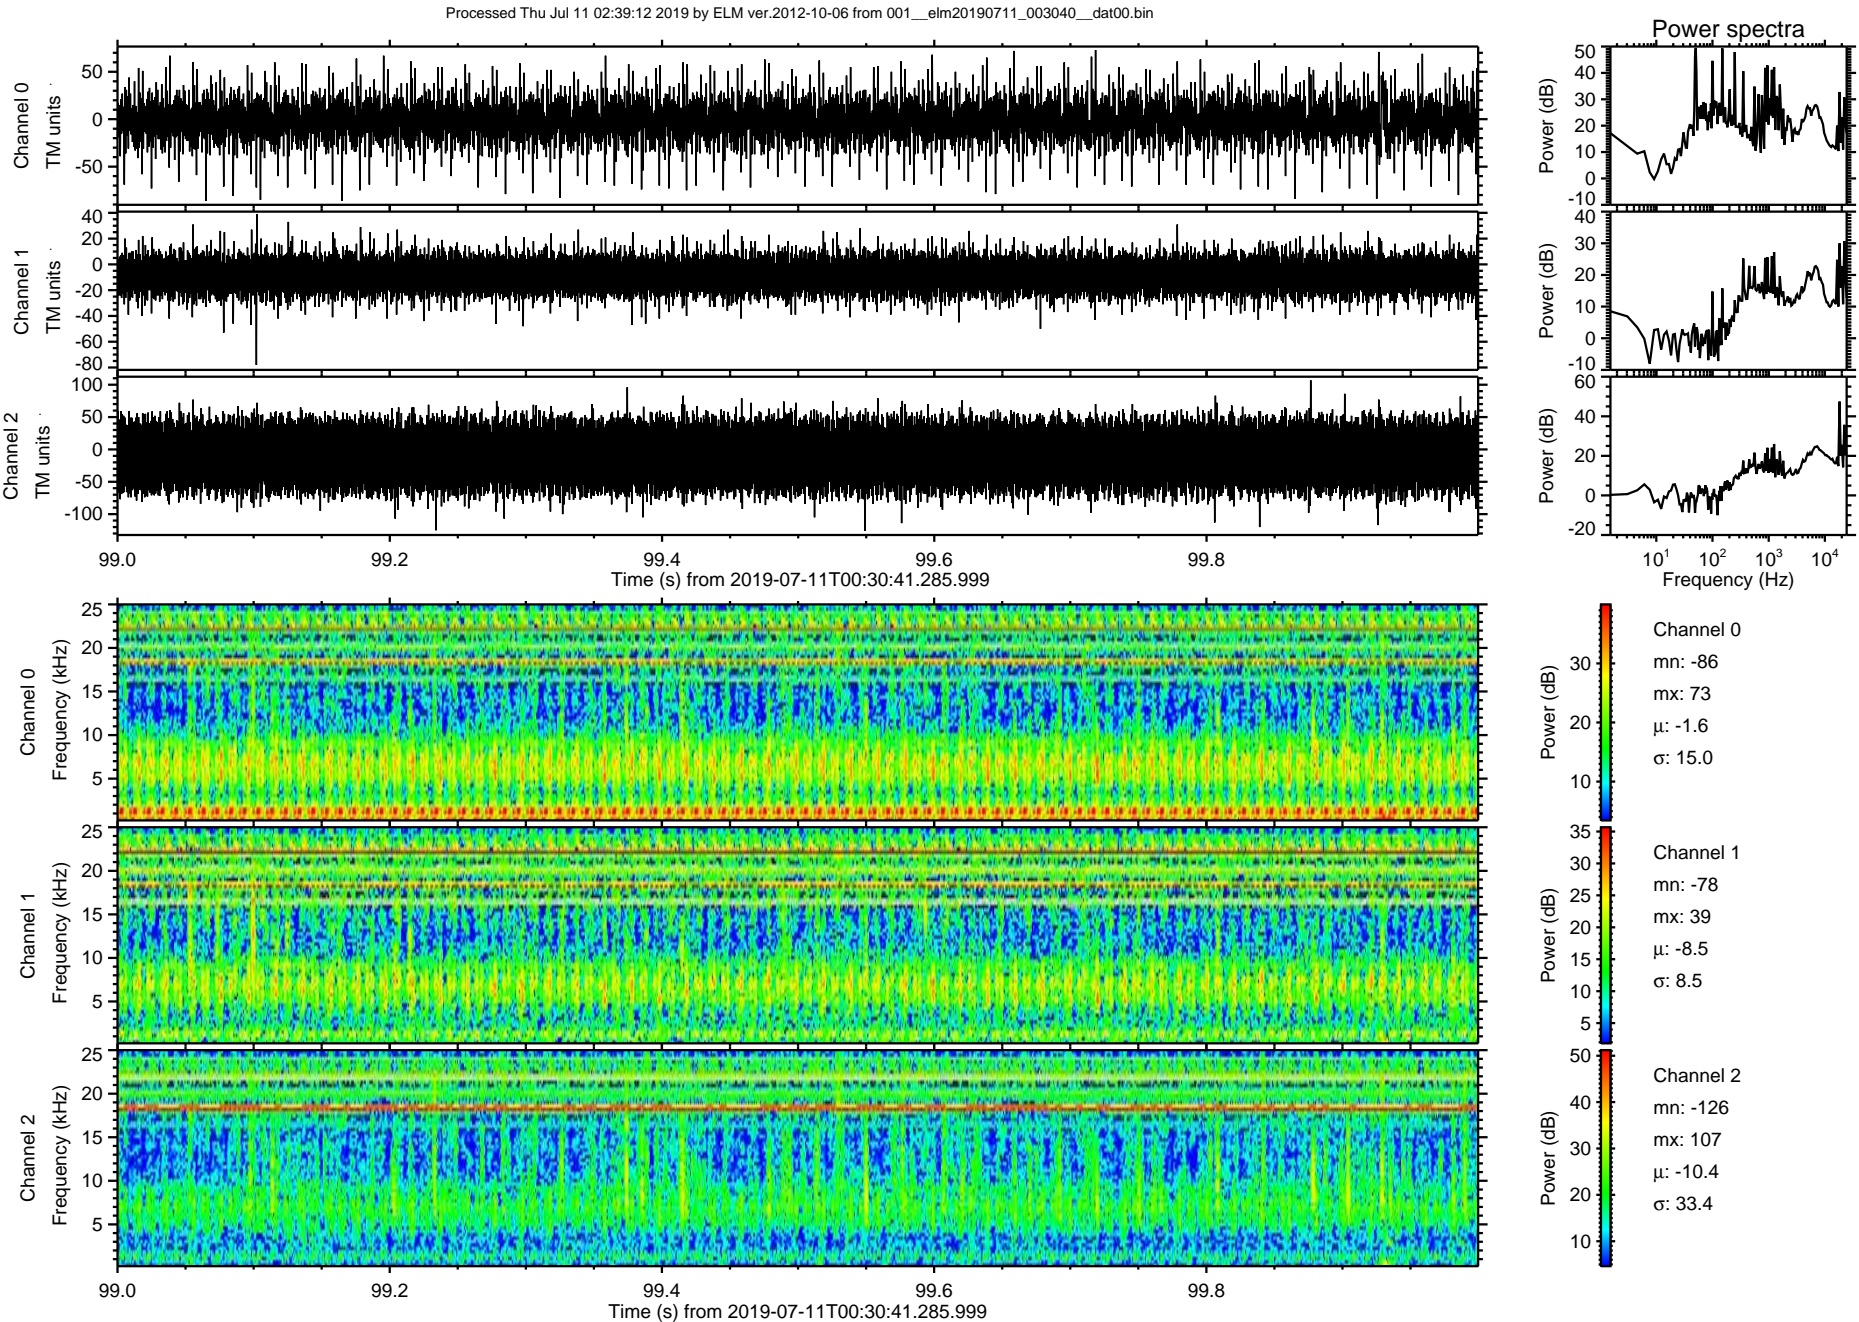 Processed Thu Jul 11 02:39:12 2019 by ELM ver.2012-10-06 from 001__elm20190711_003040__dat00.bin
Power spectra
Channel 0
TM units
50
0
-50
Power (dB)
50
40
30
20
10
0
-10
Channel 1
TM units
40
20
0
-20
-40
-60
-80
Power (dB)
40
30
20
10
0
-10
Channel 2
TM units
100
50
0
-50
-100
Power (dB)
60
40
20
0
-20
99.0 99.2 99.4 99.6 99.8
Time (s) from 2019-07-11T00:30:41.285.999
10^1 10^2 10^3 10^4
Frequency (Hz)
Channel 0
Frequency (kHz)
25
20
15
10
5
Power (dB)
30
20
10
Channel 0
mn: -86
mx: 73
µ: -1.6
σ: 15.0
Channel 1
Frequency (kHz)
25
20
15
10
5
Power (dB)
35
30
25
20
15
10
5
Channel 1
mn: -78
mx: 39
µ: -8.5
σ: 8.5
Channel 2
Frequency (kHz)
25
20
15
10
5
Power (dB)
50
40
30
20
10
Channel 2
mn: -126
mx: 107
µ: -10.4
σ: 33.4
99.0 99.2 99.4 99.6 99.8
Time (s) from 2019-07-11T00:30:41.285.999